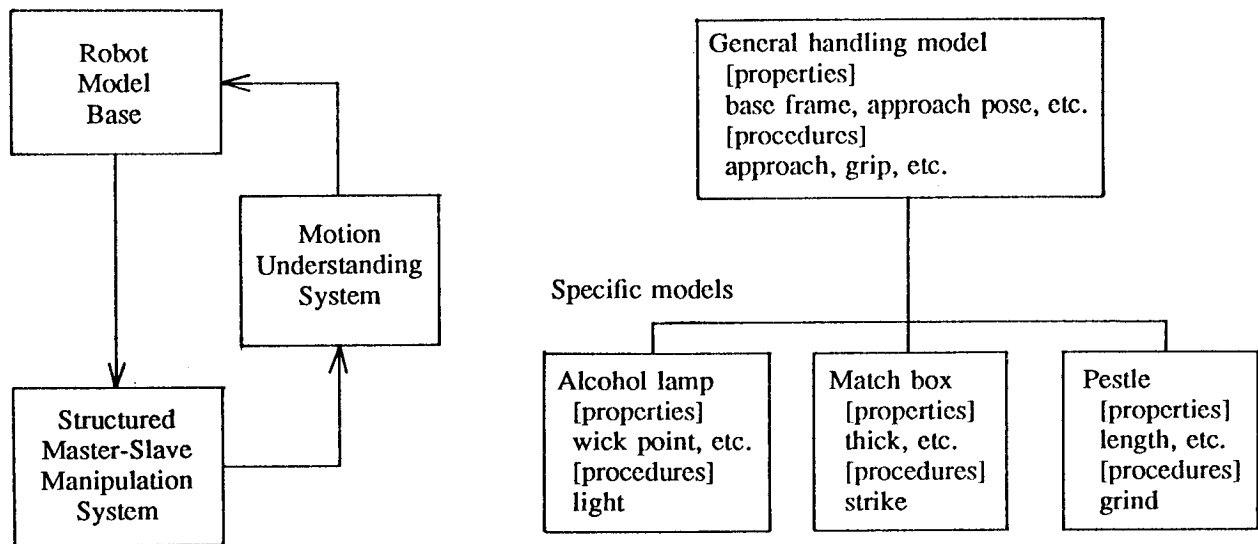 Robot
Model
Base
Motion
Understanding
System
Structured
Master-Slave
Manipulation
System
General handling model
[properties]
base frame, approach pose, etc.
[procedures]
approach, grip, etc.
Specific models
Alcohol lamp
[properties]
wick point, etc.
[procedures]
light
Match box
[properties]
thick, etc.
[procedures]
strike
Pestle
[properties]
length, etc.
[procedures]
grind